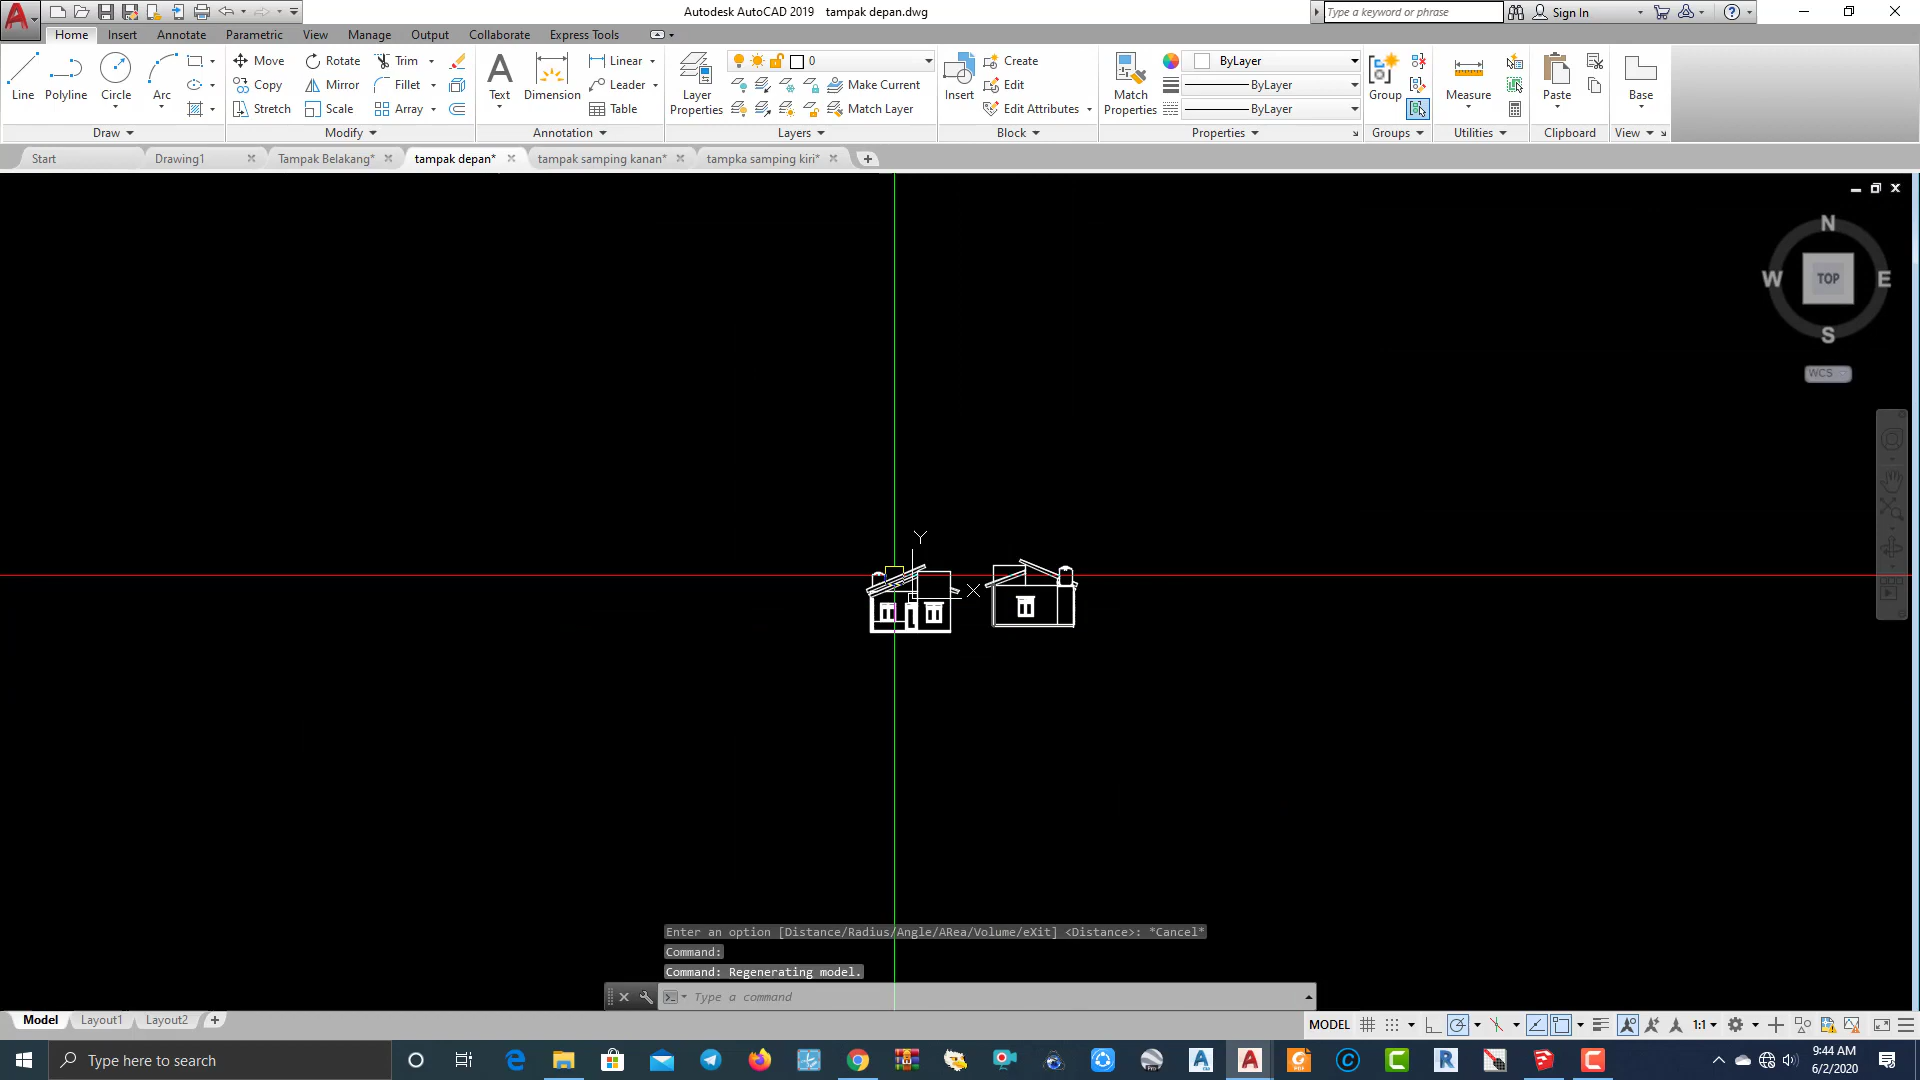 Autodesk AutoCAD 2019 tampak depan.dwg
Type a keyword or phrase
Sign In
Home Insert Annotate Parametric View Manage Output Collaborate Express Tools
Line Polyline Circle Arc
Move Rotate Trim
Copy Mirror Fillet
Stretch Scale Array
Text Dimension
Linear
Leader
Table
Layer Properties
0
Make Current
Match Layer
Insert
Create
Edit
Edit Attributes
Match Properties
ByLayer
ByLayer
ByLayer
Group
Measure
Paste
Base
Draw Modify Annotation Layers Block Properties Groups Utilities Clipboard View
Start Drawing1 Tampak Belakang* tampak depan* tampak samping kanan* tampka samping kiri*
N
W TOP E
S
WCS
Y
X
Enter an option [Distance/Radius/Angle/ARea/Volume/eXit] <Distance>: *Cancel*
Command:
Command: Regenerating model.
Type a command
Model Layout1 Layout2
MODEL 1:1
Type here to search
9:44 AM
6/2/2020